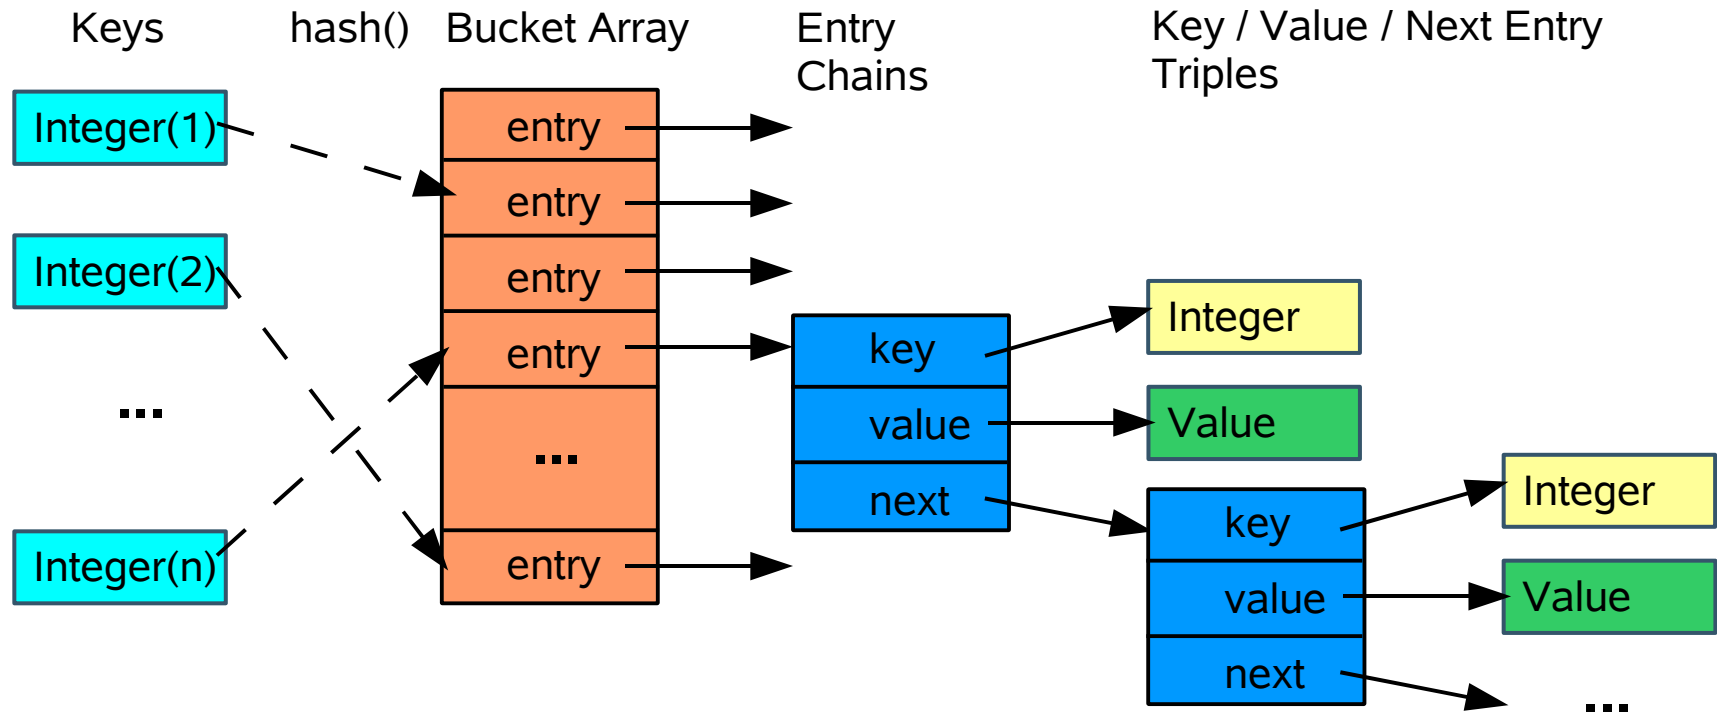 Keys
hash()
Bucket Array
Entry
Chains
Key / Value / Next Entry
Triples
Integer(1)
Integer(2)
...
Integer(n)
entry
entry
entry
entry
...
entry
key
value
next
Integer
Value
key
value
next
Integer
Value
...